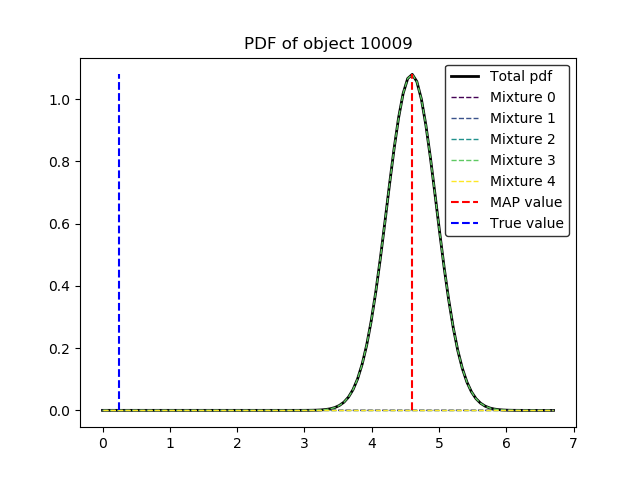 PDF of object 10009
Total pdf
Mixture 0
Mixture 1
Mixture 2
Mixture 3
Mixture 4
MAP value
True value
1.0
0.8
0.6
0.4
0.2
0.0
0 1 2 3 4 5 6 7